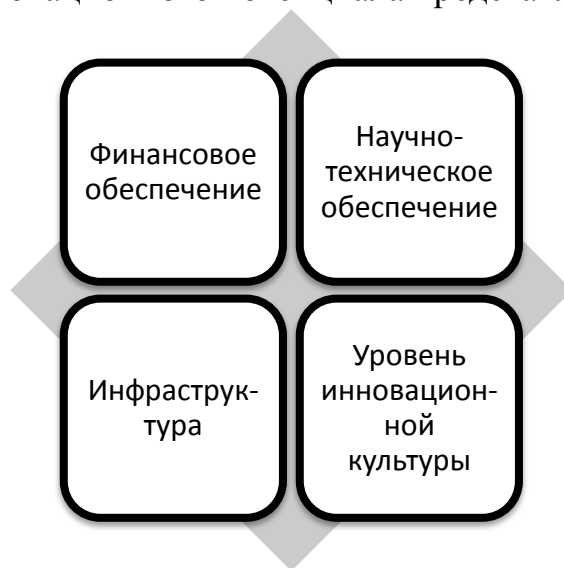 Финансовое
обеспечение
Научно-
техническое
обеспечение
Инфраструк-
тура
Уровень
инновацион-
ной
культуры